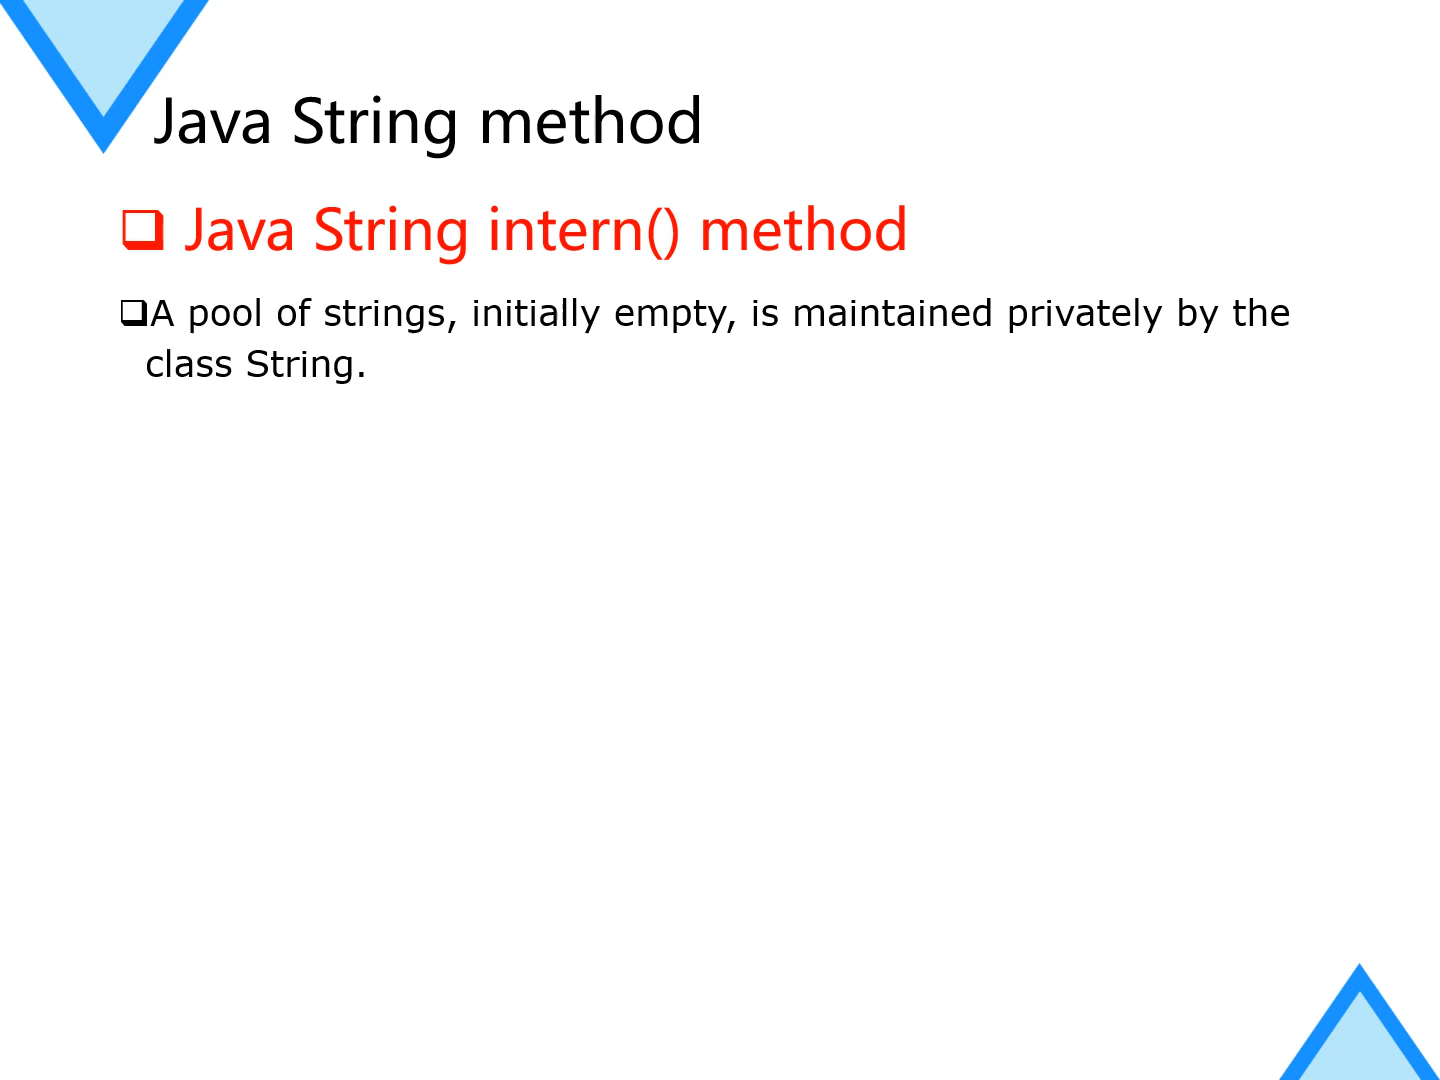 Java String method
❑ Java String intern() method
❑A pool of strings, initially empty, is maintained privately by the
class String.